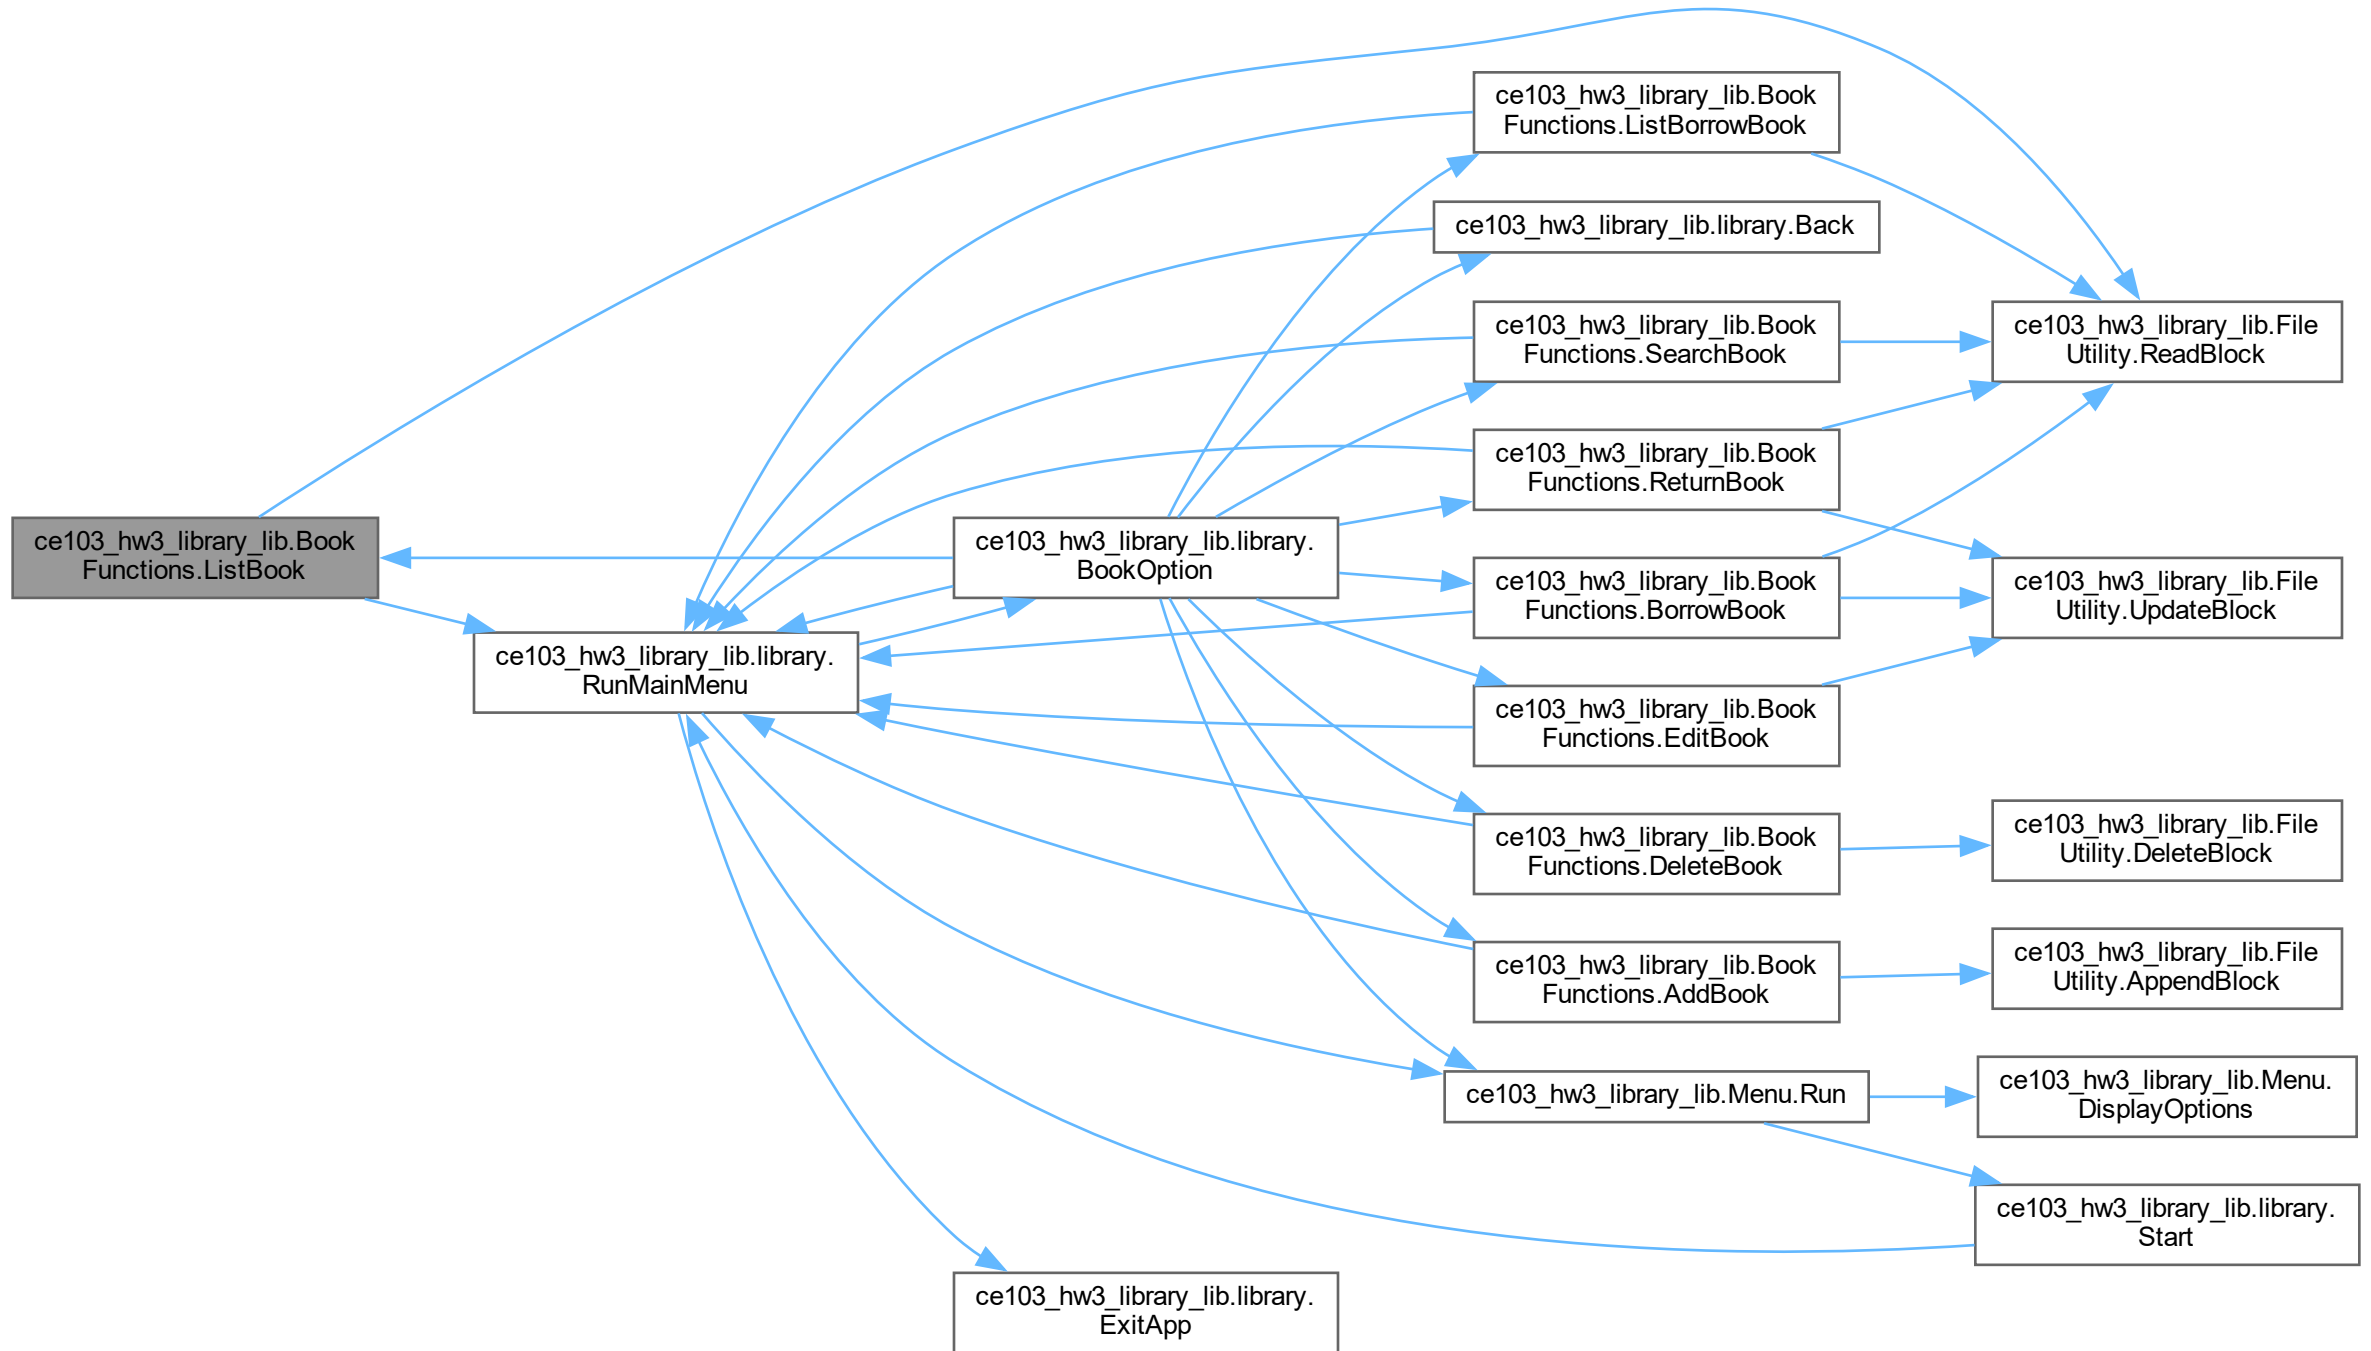 ce103_hw3_library_lib.Book
Functions.ListBook
ce103_hw3_library_lib.library.
RunMainMenu
ce103_hw3_library_lib.library.
BookOption
ce103_hw3_library_lib.library.
ExitApp
ce103_hw3_library_lib.Book
Functions.ListBorrowBook
ce103_hw3_library_lib.library.Back
ce103_hw3_library_lib.Book
Functions.SearchBook
ce103_hw3_library_lib.Book
Functions.ReturnBook
ce103_hw3_library_lib.Book
Functions.BorrowBook
ce103_hw3_library_lib.Book
Functions.EditBook
ce103_hw3_library_lib.Book
Functions.DeleteBook
ce103_hw3_library_lib.Book
Functions.AddBook
ce103_hw3_library_lib.Menu.Run
ce103_hw3_library_lib.File
Utility.ReadBlock
ce103_hw3_library_lib.File
Utility.UpdateBlock
ce103_hw3_library_lib.File
Utility.DeleteBlock
ce103_hw3_library_lib.File
Utility.AppendBlock
ce103_hw3_library_lib.Menu.
DisplayOptions
ce103_hw3_library_lib.library.
Start